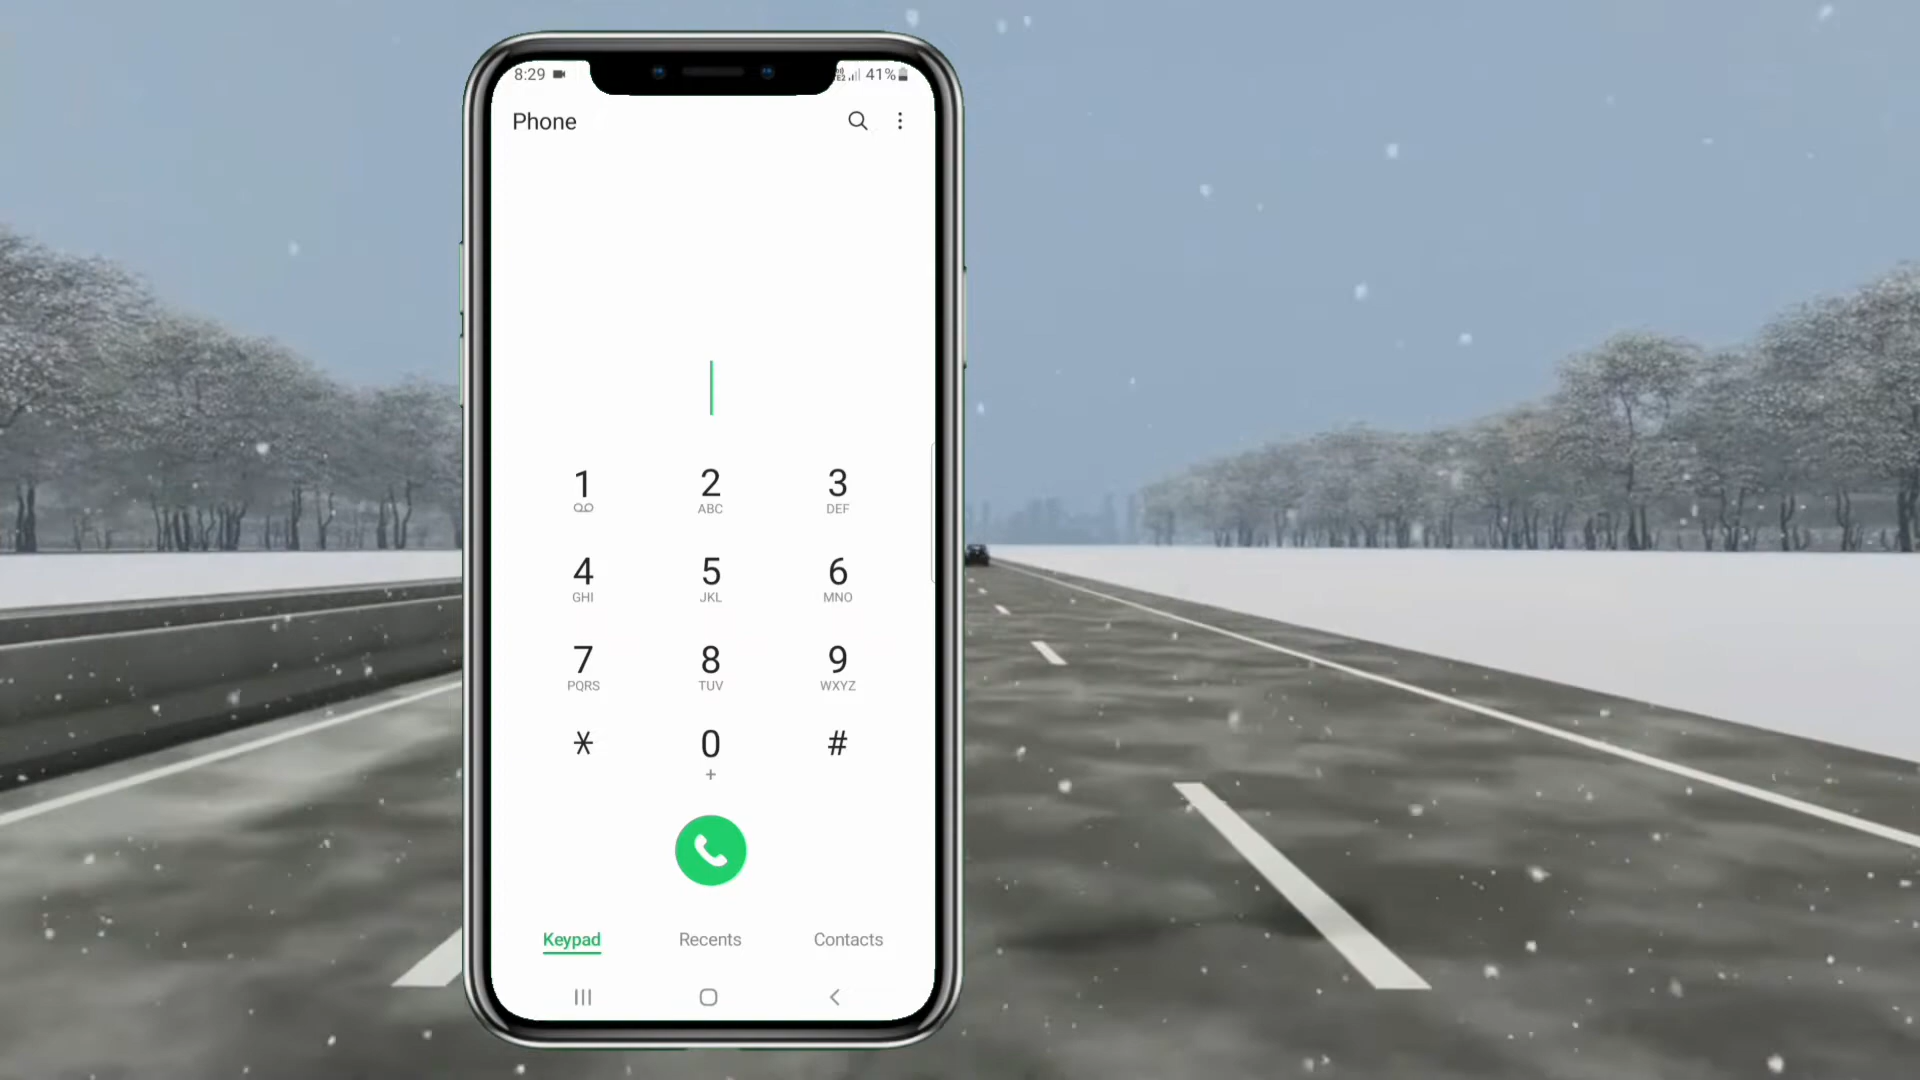 8:29 41%
Phone
1 2 3
ABC DEF
4 5 6
GHI JKL MNO
7 8 9
PQRS TUV WXYZ
* 0 #
+
Keypad Recents Contacts